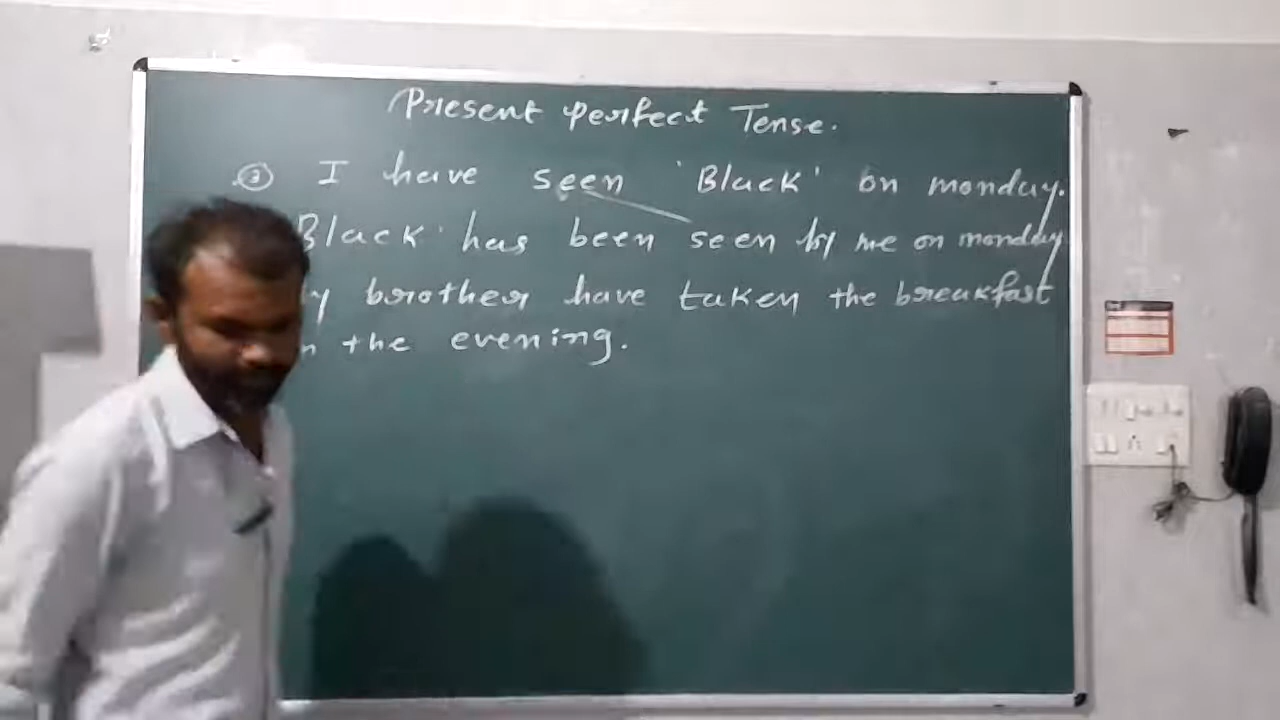 Present perfect Tense.
③ I have seen 'Black' on monday.
Black' has been seen by me on monday
brother have taken the breakfast
the evening.